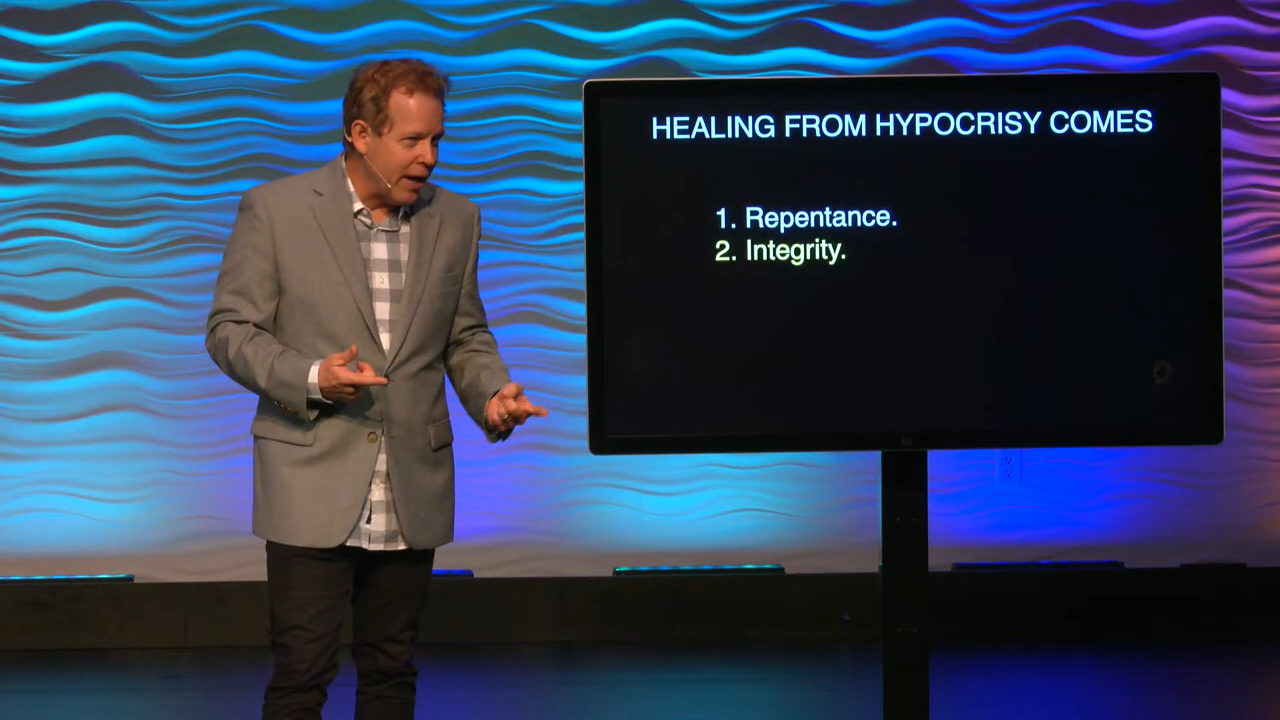 HEALING FROM HYPOCRISY COMES
1. Repentance.
2. Integrity.